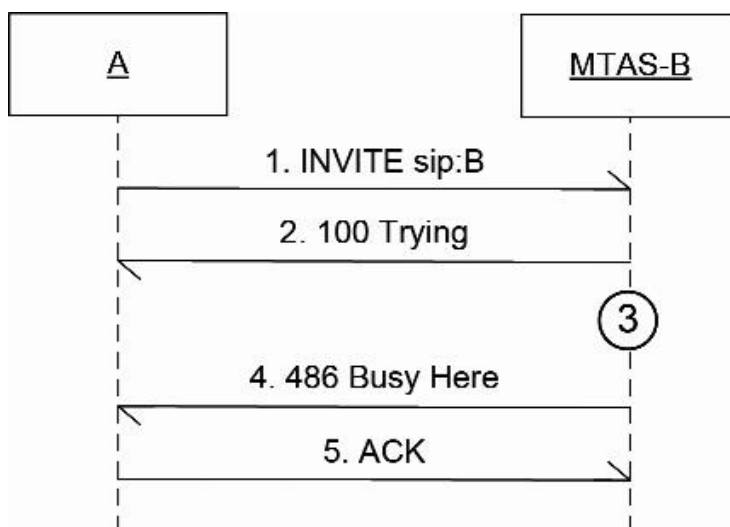 A
MTAS-B
1. INVITE sip:B
2. 100 Trying
3
4. 486 Busy Here
5. ACK